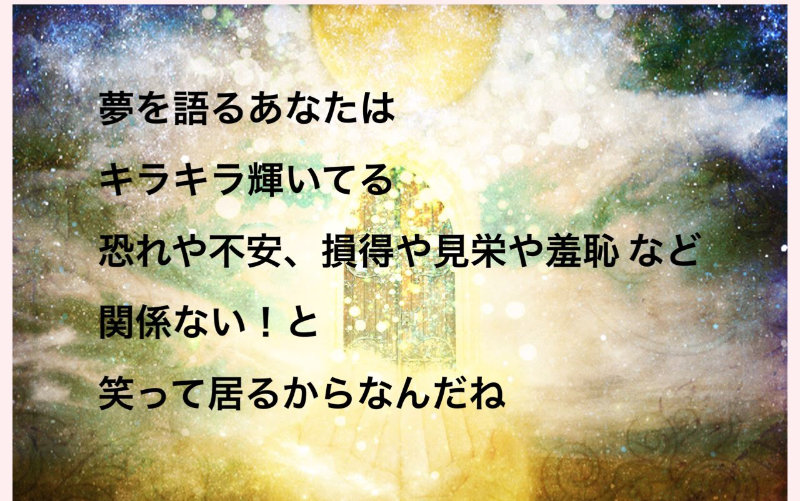 夢を語るあなたは
キラキラ輝いてる
恐れや不安、損得や見栄や羞恥 など
関係ない！と
笑って居るからなんだね